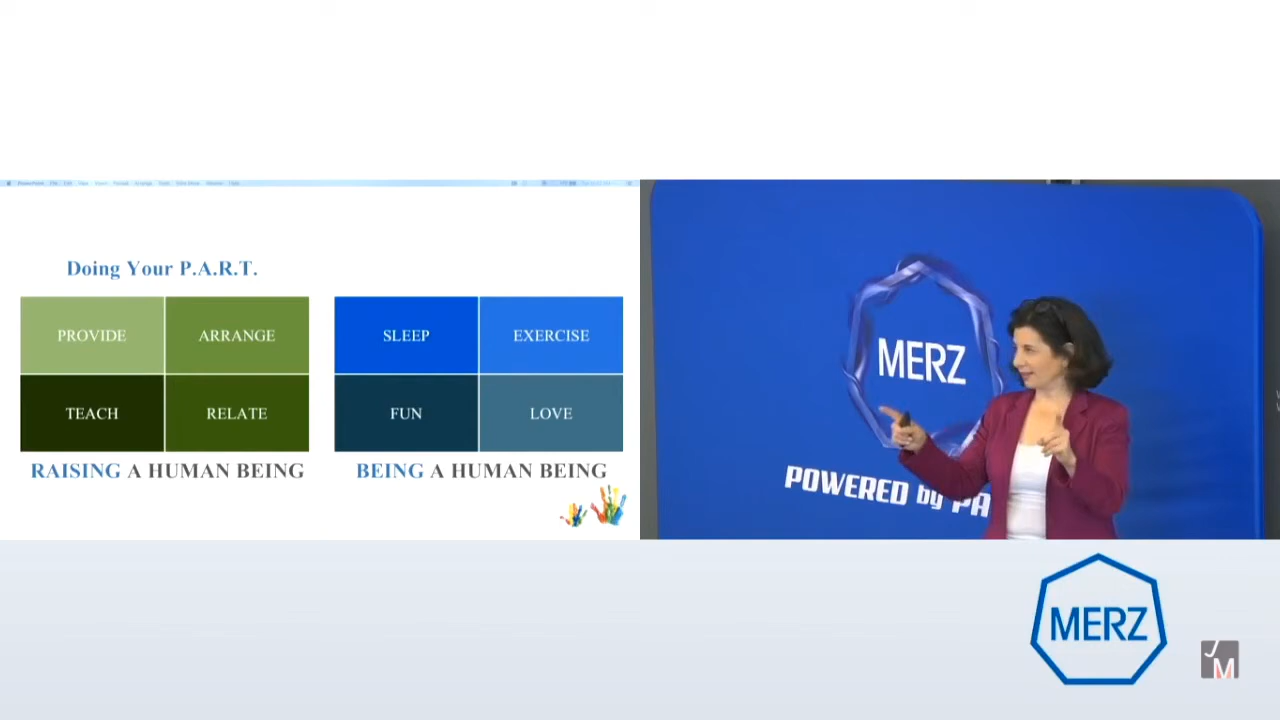 Doing Your P.A.R.T.
PROVIDE ARRANGE
TEACH RELATE
RAISING A HUMAN BEING
SLEEP EXERCISE
FUN LOVE
BEING A HUMAN BEING
MERZ
POWERED by PA
MERZ
JM